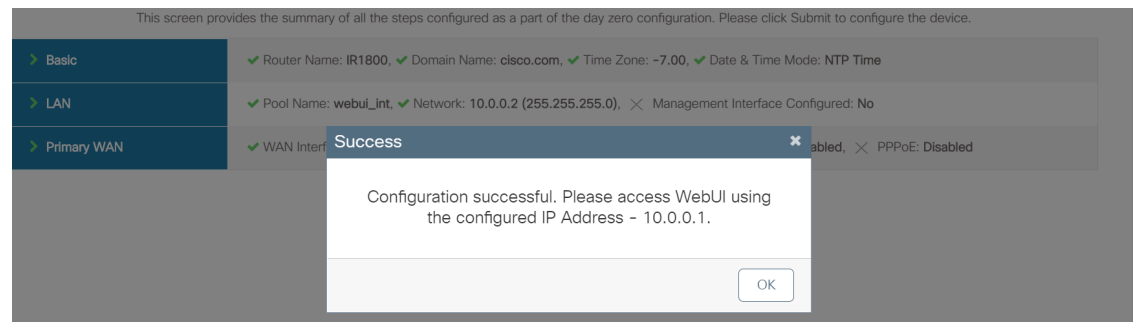 This screen provides the summary of all the steps configured as a part of the day zero configuration. Please click Submit to configure the device.
Basic
Router Name: IR1800, Domain Name: cisco.com, Time Zone: -7.00, Date & Time Mode: NTP Time
LAN
Pool Name: webui_int, Network: 10.0.0.2 (255.255.255.0), Management Interface Configured: No
Primary WAN
WAN Interf
abled, PPPoE: Disabled
Success
Configuration successful. Please access WebUI using
the configured IP Address - 10.0.0.1.
OK